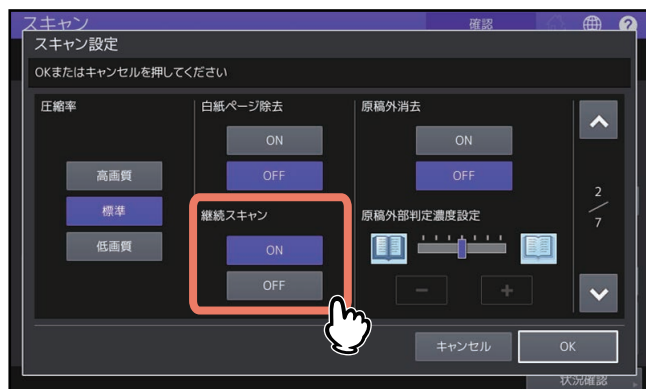 スキャン
確認
スキャン設定
OKまたはキャンセルを押してください
圧縮率
高画質
標準
低画質
白紙ページ除去
ON
OFF
継続スキャン
ON
OFF
原稿外消去
ON
OFF
原稿外部判定濃度設定
2
7
キャンセル
OK
状況確認